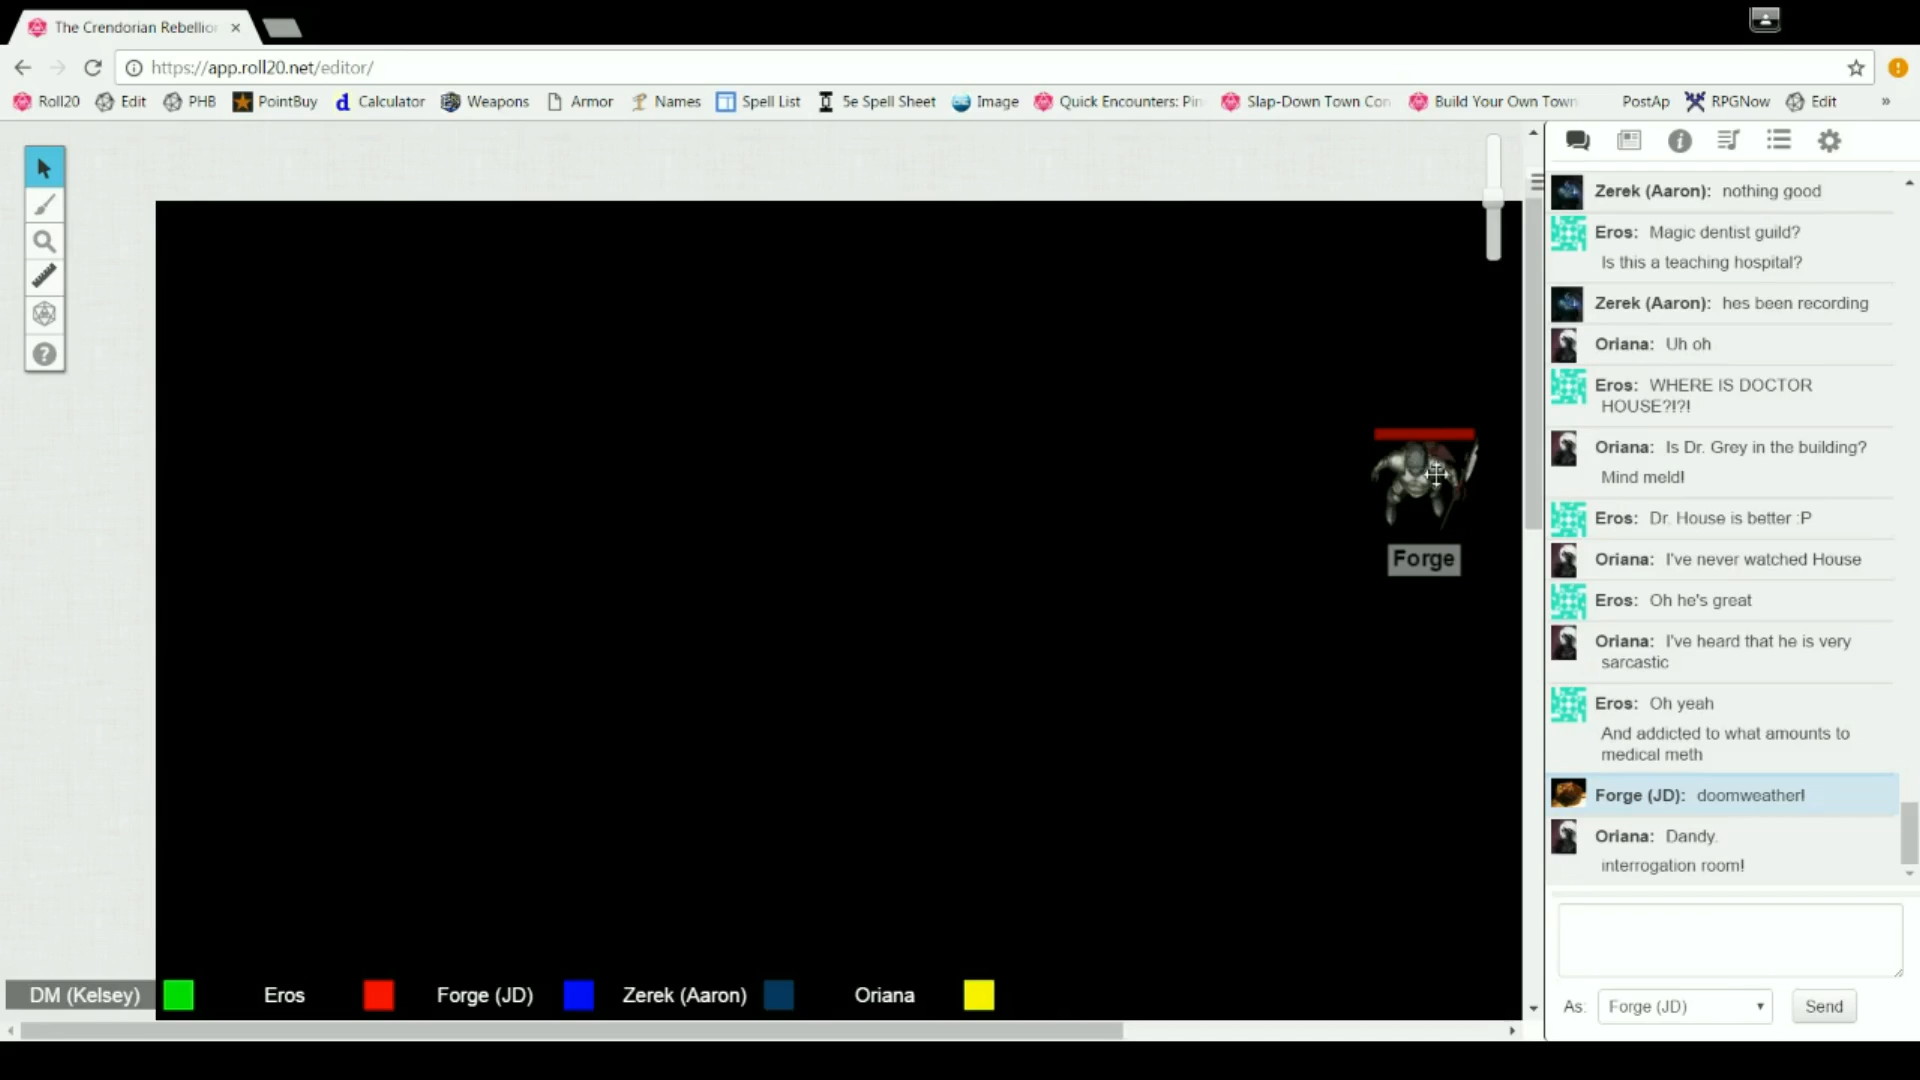 The Crendorian Rebellion
https://app.roll20.net/editor/
Roll20 Edit PHB PointBuy Calculator Weapons Armor Names Spell List 5e Spell Sheet Image Quick Encounters: Pin Slap-Down Town Con Build Your Own Town PostAp RPGNow Edit »
Zerek (Aaron): nothing good
Eros: Magic dentist guild?
Is this a teaching hospital?
Zerek (Aaron): hes been recording
Oriana: Uh oh
Eros: WHERE IS DOCTOR
HOUSE?!?!
Oriana: Is Dr. Grey in the building?
Mind meld!
Eros: Dr. House is better :P
Oriana: I've never watched House
Eros: Oh he's great
Oriana: I've heard that he is very
sarcastic
Eros: Oh yeah
And addicted to what amounts to
medical meth
Forge (JD): doomweather!
Oriana: Dandy.
interrogation room!
Forge
DM (Kelsey) Eros Forge (JD) Zerek (Aaron) Oriana
As: Forge (JD) Send